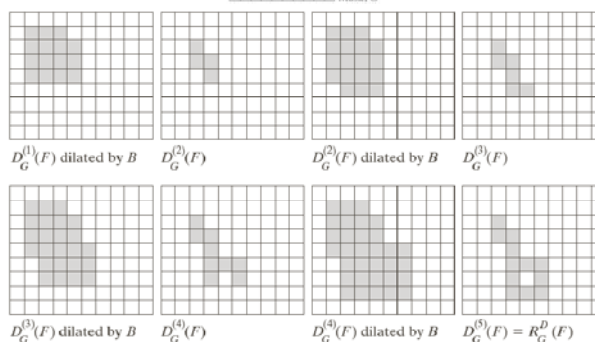 D_G^(1)(F) dilated by B D_G^(2)(F) D_G^(2)(F) dilated by B D_G^(3)(F)
D_G^(3)(F) dilated by B D_G^(4)(F) D_G^(4)(F) dilated by B D_G^(5)(F) = R_G^D(F)